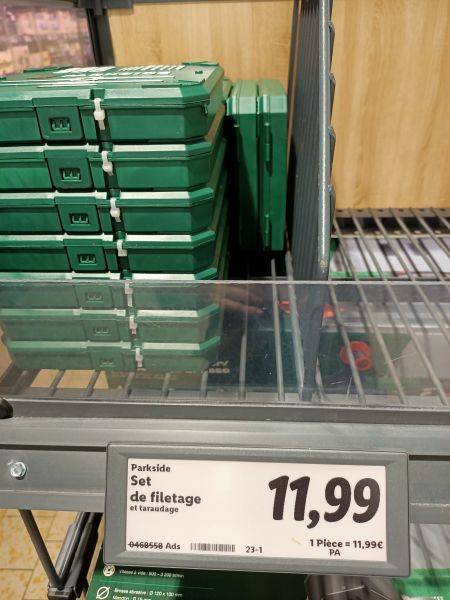 Parkside
Set
de filetage
et taraudage
11,99
0468558 Ads
23-1
1 Pièce = 11,99€
PA